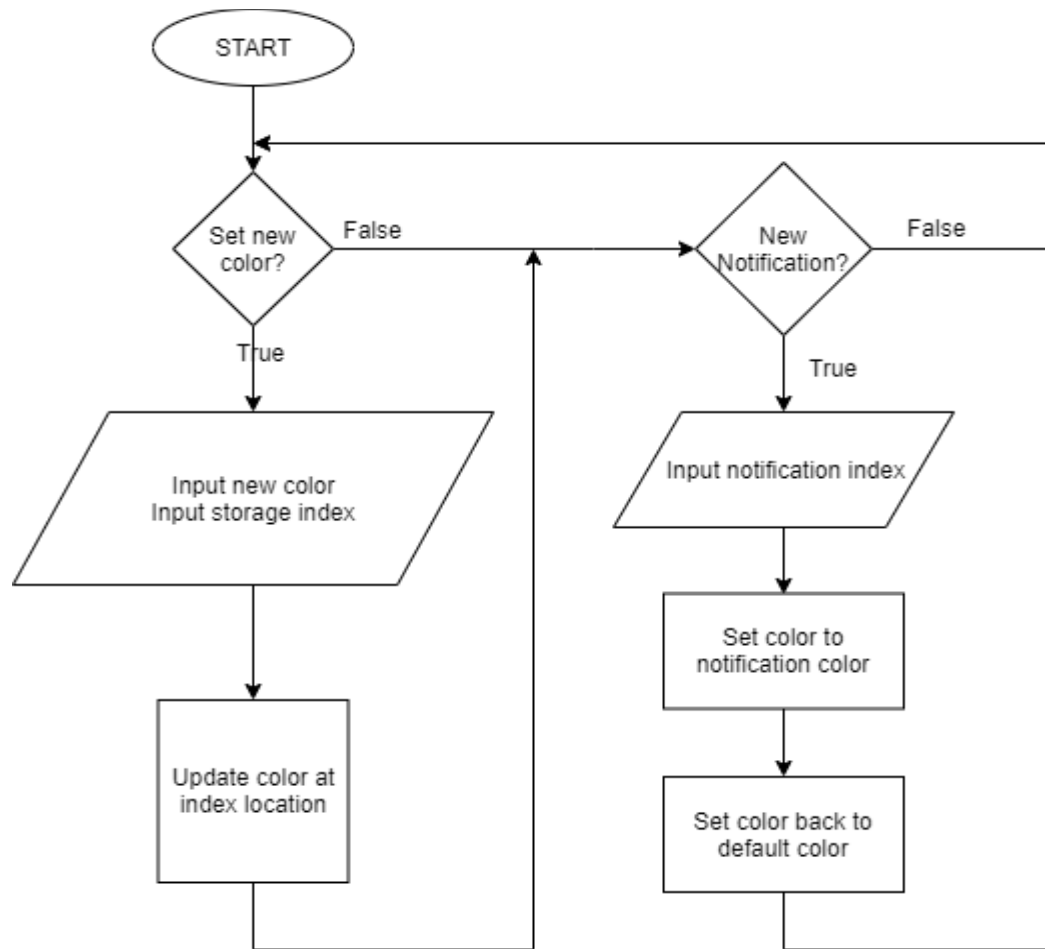 START
Set new
color?
False
True
Input new color
Input storage index
Update color at
index location
New
Notification?
False
True
Input notification index
Set color to
notification color
Set color back to
default color